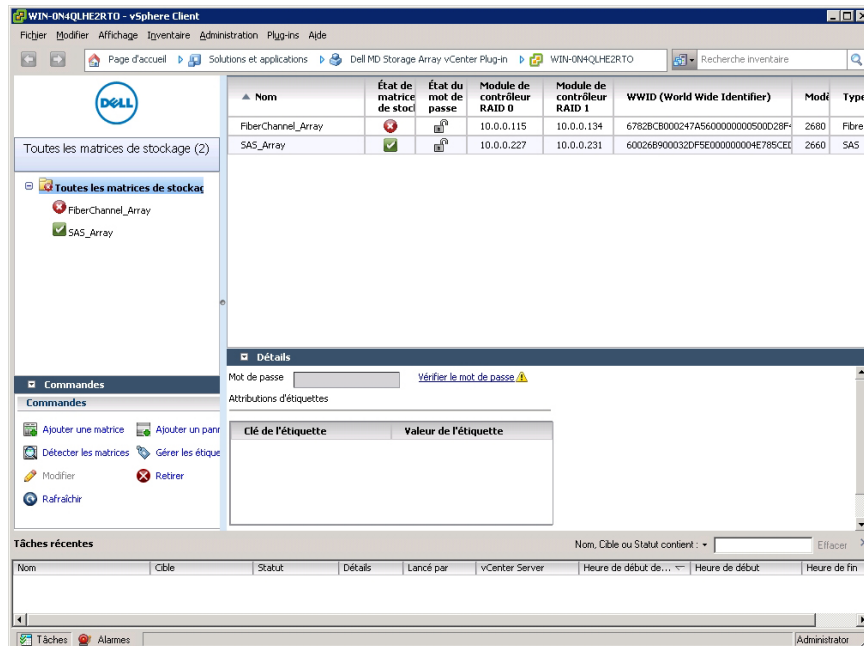 WIN-0N4QLHE2RTO - vSphere Client
Fichier Modifier Affichage Inventaire Administration Plug-ins Aide
Page d'accueil Solutions et applications Dell MD Storage Array vCenter Plug-in WIN-0N4QLHE2RTO Recherche inventaire
DELL
Toutes les matrices de stockage (2)
Toutes les matrices de stockag
FiberChannel_Array
SAS_Array
Nom État de matrice de stocl État du mot de passe Module de contrôleur RAID 0 Module de contrôleur RAID 1 WWID (World Wide Identifier) Modè Type
FiberChannel_Array 10.0.0.115 10.0.0.134 6782BCB000247A5600000000500D28F4 2680 Fibre
SAS_Array 10.0.0.227 10.0.0.231 60026B900032DF5E000000004E785CED 2660 SAS
Commandes
Commandes
Ajouter une matrice Ajouter un pann
Détecter les matrices Gérer les étique
Modifier Retirer
Rafraîchir
Détails
Mot de passe Vérifier le mot de passe
Attributions d'étiquettes
Clé de l'étiquette Valeur de l'étiquette
Tâches récentes Nom, Cible ou Statut contient : Effacer
Nom Cible Statut Détails Lancé par vCenter Server Heure de début de... Heure de début Heure de fin
Tâches Alarmes Administrator